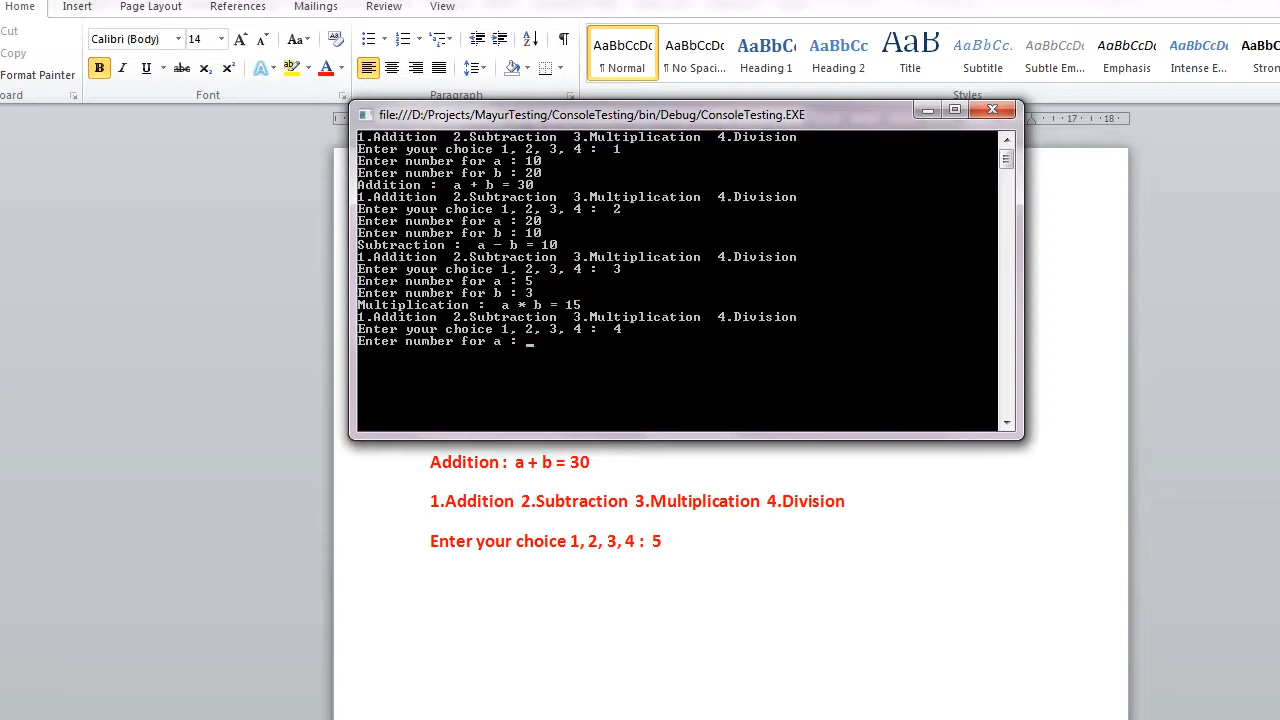 Home Insert Page Layout References Mailings Review View
Cut
Copy
Format Painter
Calibri (Body) 14 Aa
B I U abc x₂ x² A ab A
AaBbCcDc AaBbCcDc AaBbCc AaBbCc AaB AaBbCc. AaBbCcDc AaBbCcDc AaBbCcDc AaBbC
¶ Normal ¶ No Spaci... Heading 1 Heading 2 Title Subtitle Subtle Em... Emphasis Intense E... Stron
oard Font Paragraph Styles
file:///D:/Projects/MayurTesting/ConsoleTesting/bin/Debug/ConsoleTesting.EXE
17 18
1.Addition 2.Subtraction 3.Multiplication 4.Division
Enter your choice 1, 2, 3, 4 : 1
Enter number for a : 10
Enter number for b : 20
Addition : a + b = 30
1.Addition 2.Subtraction 3.Multiplication 4.Division
Enter your choice 1, 2, 3, 4 : 2
Enter number for a : 20
Enter number for b : 10
Subtraction : a - b = 10
1.Addition 2.Subtraction 3.Multiplication 4.Division
Enter your choice 1, 2, 3, 4 : 3
Enter number for a : 5
Enter number for b : 3
Multiplication : a * b = 15
1.Addition 2.Subtraction 3.Multiplication 4.Division
Enter your choice 1, 2, 3, 4 : 4
Enter number for a : _
Addition : a + b = 30
1.Addition 2.Subtraction 3.Multiplication 4.Division
Enter your choice 1, 2, 3, 4 : 5